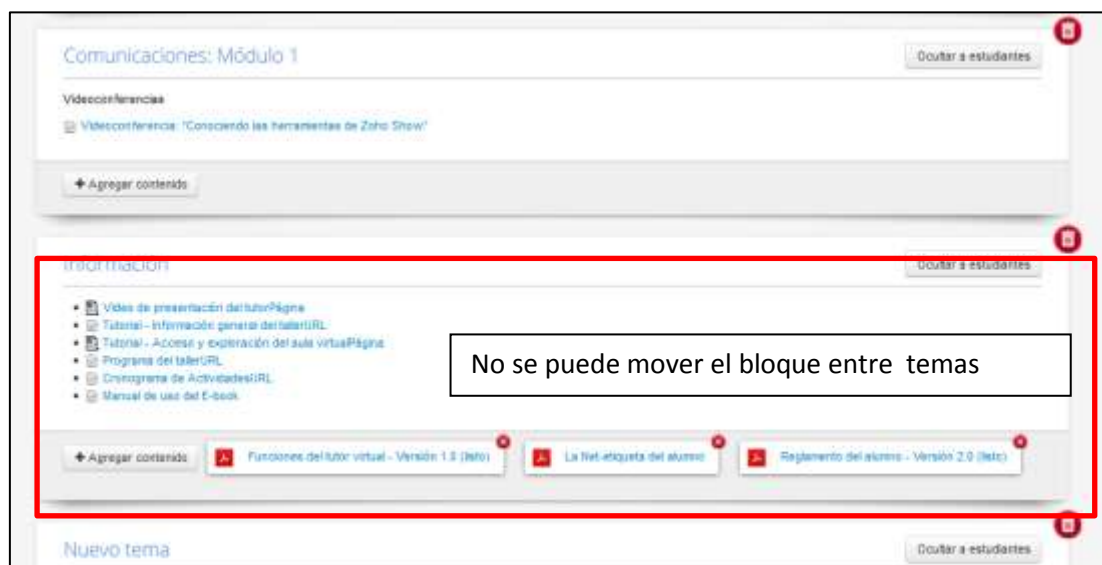 Comunicaciones: Módulo 1
Ocultar a estudiantes
Videoconferencias
Videoconferencia: "Conociendo las herramientas de Zoho Show"
Agregar contenido
Información
Ocultar a estudiantes
Video de presentación del tutorPágina
Tutorial - Información general del tallerURL
Tutorial - Acceso y exploración del aula virtualPágina
Programa del tallerURL
Cronograma de ActividadesURL
Manual de uso del E-book
No se puede mover el bloque entre temas
Agregar contenido
Funciones del tutor virtual - Versión 1.0 (listo)
La Net-etiqueta del alumno
Reglamento del alumno - Versión 2.0 (listo)
Nuevo tema
Ocultar a estudiantes